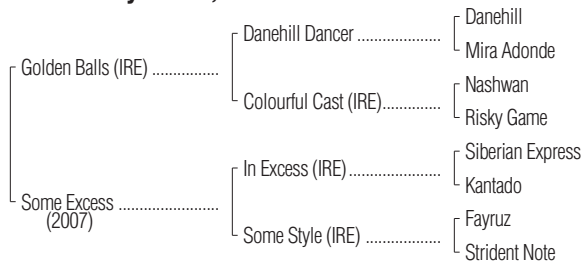 Danehill
Danehill Dancer ....................
Mira Adonde
Golden Balls (IRE) ................
Nashwan
Colourful Cast (IRE)..............
Risky Game
Siberian Express
In Excess (IRE)......................
Kantado
Some Excess ........................
(2007)
Fayruz
Some Style (IRE) ..................
Strident Note